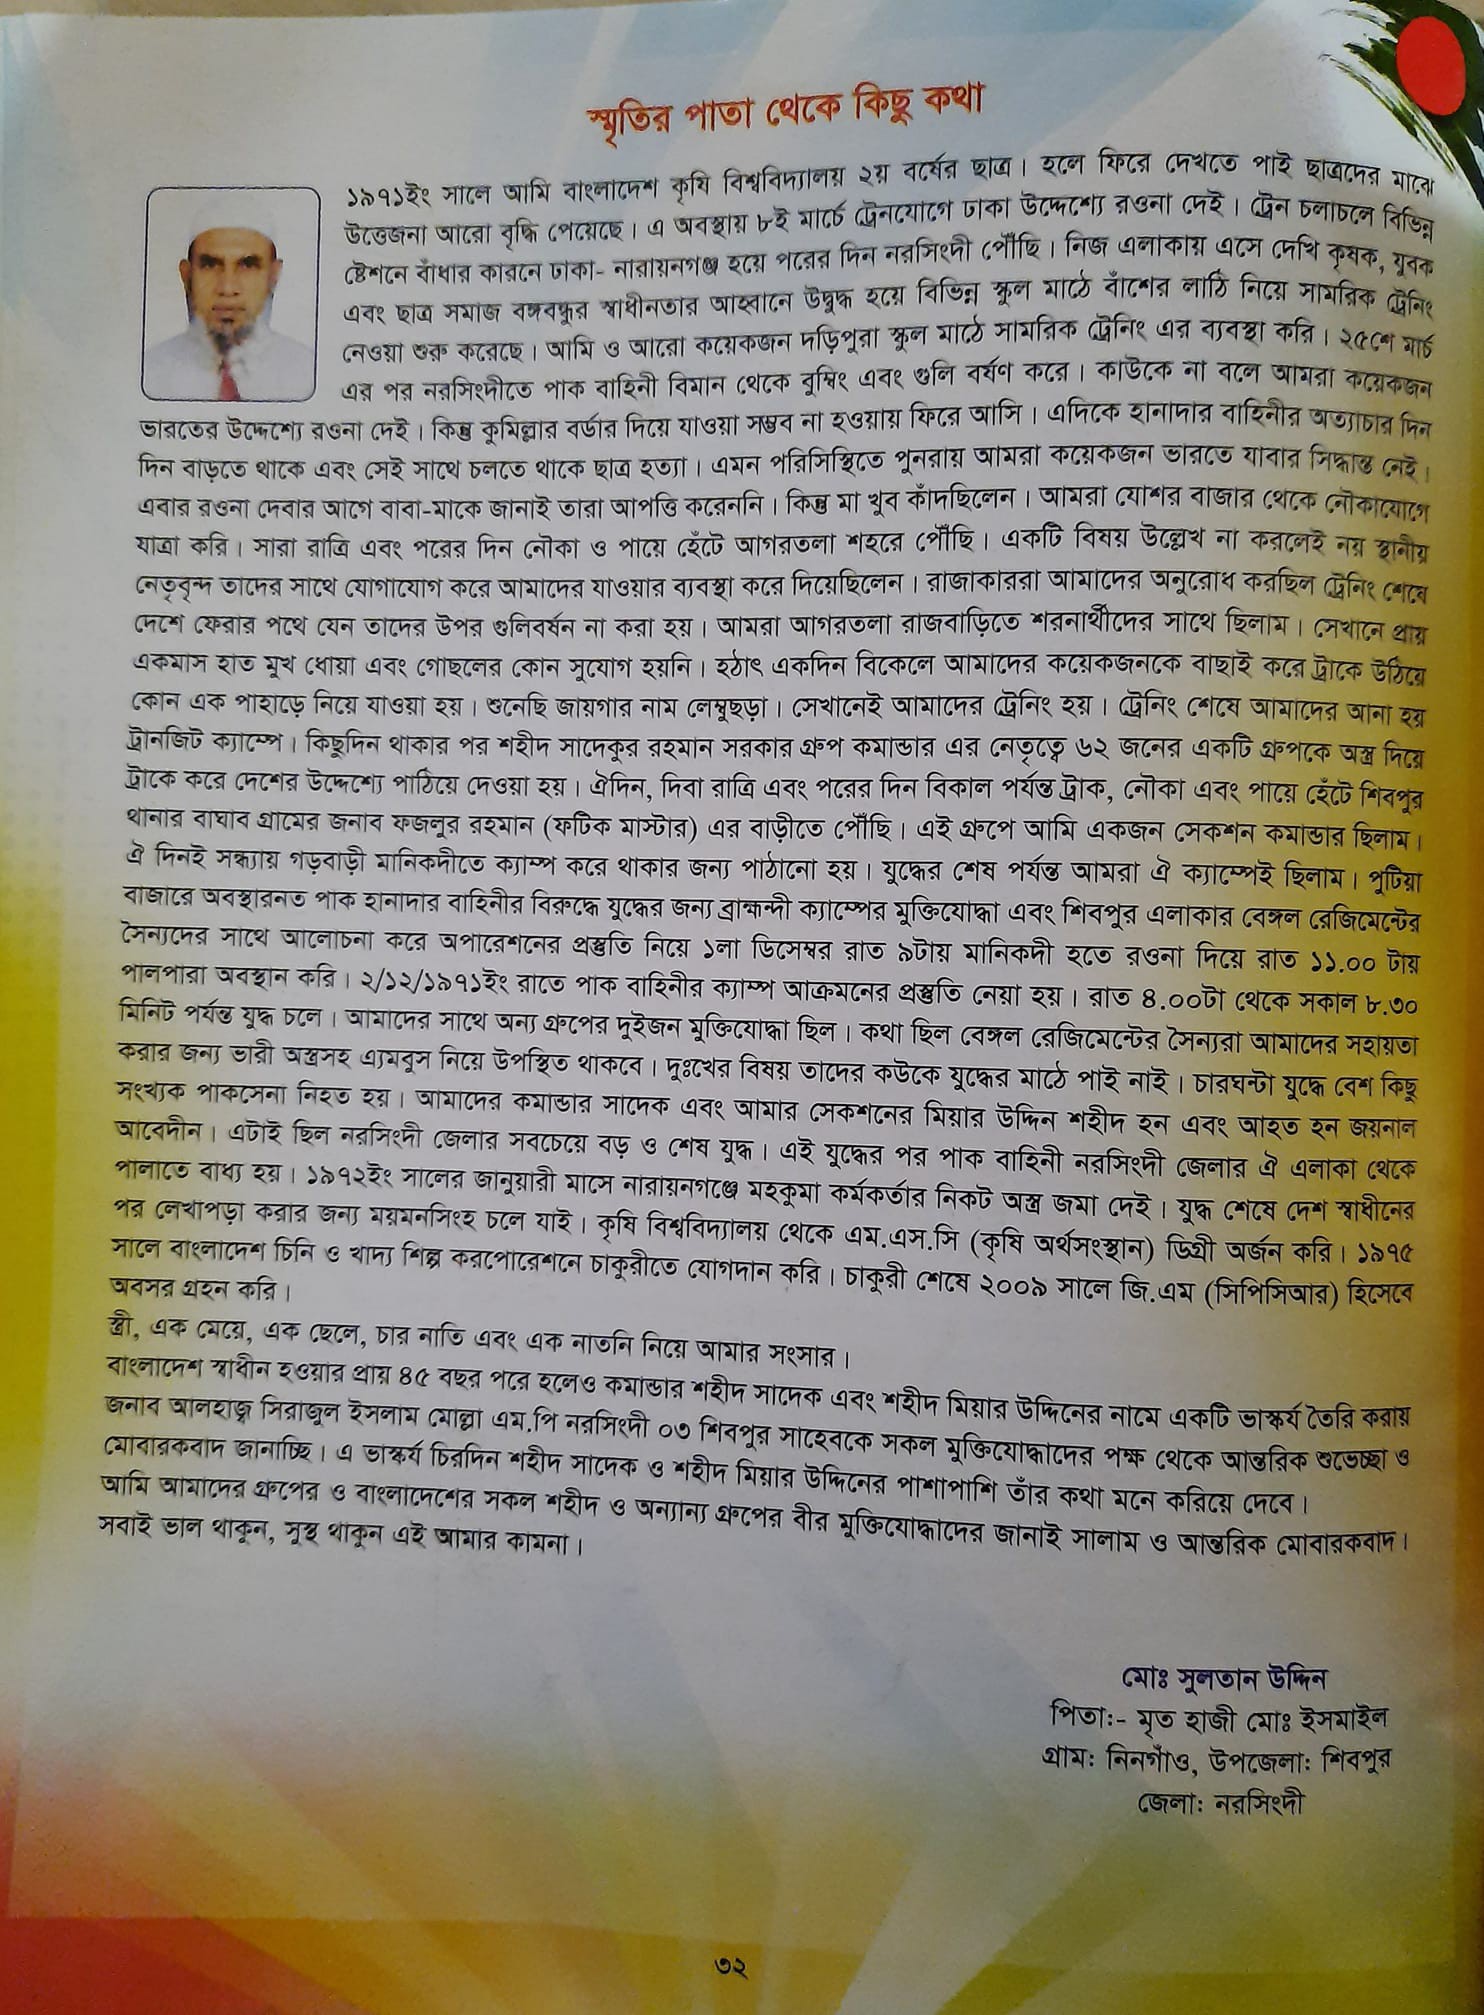 স্মৃতির পাতা থেকে কিছু কথা
১৯৭১ইং সালে আমি বাংলাদেশ কৃষি বিশ্ববিদ্যালয় ২য় বর্ষের ছাত্র। হলে ফিরে দেখতে পাই ছাত্রদের মাঝে
উত্তেজনা আরো বৃদ্ধি পেয়েছে। এ অবস্থায় ৮ই মার্চে ট্রেনযোগে ঢাকা উদ্দেশ্যে রওনা দেই। ট্রেন চলাচলে বিভিন্ন
ষ্টেশনে বাঁধার কারনে ঢাকা- নারায়নগঞ্জ হয়ে পরের দিন নরসিংদী পৌঁছি। নিজ এলাকায় এসে দেখি কৃষক, যুবক
এবং ছাত্র সমাজ বঙ্গবন্ধুর স্বাধীনতার আহ্বানে উদ্বুদ্ধ হয়ে বিভিন্ন স্কুল মাঠে বাঁশের লাঠি নিয়ে সামরিক ট্রেনিং
নেওয়া শুরু করেছে। আমি ও আরো কয়েকজন দড়িপুরা স্কুল মাঠে সামরিক ট্রেনিং এর ব্যবস্থা করি। ২৫শে মার্চ
এর পর নরসিংদীতে পাক বাহিনী বিমান থেকে বুম্বিং এবং গুলি বর্ষণ করে। কাউকে না বলে আমরা কয়েকজন
ভারতের উদ্দেশ্যে রওনা দেই। কিন্তু কুমিল্লার বর্ডার দিয়ে যাওয়া সম্ভব না হওয়ায় ফিরে আসি। এদিকে হানাদার বাহিনীর অত্যাচার দিন
দিন বাড়তে থাকে এবং সেই সাথে চলতে থাকে ছাত্র হত্যা। এমন পরিসিস্থিতে পুনরায় আমরা কয়েকজন ভারতে যাবার সিদ্ধান্ত নেই।
এবার রওনা দেবার আগে বাবা-মাকে জানাই তারা আপত্তি করেননি। কিন্তু মা খুব কাঁদছিলেন। আমরা যোশর বাজার থেকে নৌকাযোগে
যাত্রা করি। সারা রাত্রি এবং পরের দিন নৌকা ও পায়ে হেঁটে আগরতলা শহরে পৌঁছি। একটি বিষয় উল্লেখ না করলেই নয় স্থানীয়
নেতৃবৃন্দ তাদের সাথে যোগাযোগ করে আমাদের যাওয়ার ব্যবস্থা করে দিয়েছিলেন। রাজাকাররা আমাদের অনুরোধ করছিল ট্রেনিং শেষে
দেশে ফেরার পথে যেন তাদের উপর গুলিবর্ষন না করা হয়। আমরা আগরতলা রাজবাড়িতে শরনার্থীদের সাথে ছিলাম। সেখানে প্রায়
একমাস হাত মুখ ধোয়া এবং গোছলের কোন সুযোগ হয়নি। হঠাৎ একদিন বিকেলে আমাদের কয়েকজনকে বাছাই করে ট্রাকে উঠিয়ে
কোন এক পাহাড়ে নিয়ে যাওয়া হয়। শুনেছি জায়গার নাম লেম্বুছড়া। সেখানেই আমাদের ট্রেনিং হয়। ট্রেনিং শেষে আমাদের আনা হয়
ট্রানজিট ক্যাম্পে। কিছুদিন থাকার পর শহীদ সাদেকুর রহমান সরকার গ্রুপ কমান্ডার এর নেতৃত্বে ৬২ জনের একটি গ্রুপকে অস্ত্র দিয়ে
ট্রাকে করে দেশের উদ্দেশ্যে পাঠিয়ে দেওয়া হয়। ঐদিন, দিবা রাত্রি এবং পরের দিন বিকাল পর্যন্ত ট্রাক, নৌকা এবং পায়ে হেঁটে শিবপুর
থানার বাঘাব গ্রামের জনাব ফজলুর রহমান (ফটিক মাস্টার) এর বাড়ীতে পৌঁছি। এই গ্রুপে আমি একজন সেকশন কমান্ডার ছিলাম।
ঐ দিনই সন্ধ্যায় গড়বাড়ী মানিকদীতে ক্যাম্প করে থাকার জন্য পাঠানো হয়। যুদ্ধের শেষ পর্যন্ত আমরা ঐ ক্যাম্পেই ছিলাম। পুটিয়া
বাজারে অবস্থারনত পাক হানাদার বাহিনীর বিরুদ্ধে যুদ্ধের জন্য ব্রাহ্মন্দী ক্যাম্পের মুক্তিযোদ্ধা এবং শিবপুর এলাকার বেঙ্গল রেজিমেন্টের
সৈন্যদের সাথে আলোচনা করে অপারেশনের প্রস্তুতি নিয়ে ১লা ডিসেম্বর রাত ৯টায় মানিকদী হতে রওনা দিয়ে রাত ১১.০০ টায়
পালপারা অবস্থান করি। ২/১২/১৯৭১ইং রাতে পাক বাহিনীর ক্যাম্প আক্রমনের প্রস্তুতি নেয়া হয়। রাত ৪.০০টা থেকে সকাল ৮.৩০
মিনিট পর্যন্ত যুদ্ধ চলে। আমাদের সাথে অন্য গ্রুপের দুইজন মুক্তিযোদ্ধা ছিল। কথা ছিল বেঙ্গল রেজিমেন্টের সৈন্যরা আমাদের সহায়তা
করার জন্য ভারী অস্ত্রসহ এ্যমবুস নিয়ে উপস্থিত থাকবে। দুঃখের বিষয় তাদের কউকে যুদ্ধের মাঠে পাই নাই। চারঘন্টা যুদ্ধে বেশ কিছু
সংখ্যক পাকসেনা নিহত হয়। আমাদের কমান্ডার সাদেক এবং আমার সেকশনের মিয়ার উদ্দিন শহীদ হন এবং আহত হন জয়নাল
আবেদীন। এটাই ছিল নরসিংদী জেলার সবচেয়ে বড় ও শেষ যুদ্ধ। এই যুদ্ধের পর পাক বাহিনী নরসিংদী জেলার ঐ এলাকা থেকে
পালাতে বাধ্য হয়। ১৯৭২ইং সালের জানুয়ারী মাসে নারায়নগঞ্জে মহকুমা কর্মকর্তার নিকট অস্ত্র জমা দেই। যুদ্ধ শেষে দেশ স্বাধীনের
পর লেখাপড়া করার জন্য ময়মনসিংহ চলে যাই। কৃষি বিশ্ববিদ্যালয় থেকে এম.এস.সি (কৃষি অর্থসংস্থান) ডিগ্রী অর্জন করি। ১৯৭৫
সালে বাংলাদেশ চিনি ও খাদ্য শিল্প করপোরেশনে চাকুরীতে যোগদান করি। চাকুরী শেষে ২০০৯ সালে জি.এম (সিপিসিআর) হিসেবে
অবসর গ্রহন করি।
স্ত্রী, এক মেয়ে, এক ছেলে, চার নাতি এবং এক নাতনি নিয়ে আমার সংসার।
বাংলাদেশ স্বাধীন হওয়ার প্রায় ৪৫ বছর পরে হলেও কমান্ডার শহীদ সাদেক এবং শহীদ মিয়ার উদ্দিনের নামে একটি ভাস্কর্য তৈরি করায়
জনাব আলহাজ্ব সিরাজুল ইসলাম মোল্লা এম.পি নরসিংদী ০৩ শিবপুর সাহেবকে সকল মুক্তিযোদ্ধাদের পক্ষ থেকে আন্তরিক শুভেচ্ছা ও
মোবারকবাদ জানাচ্ছি। এ ভাস্কর্য চিরদিন শহীদ সাদেক ও শহীদ মিয়ার উদ্দিনের পাশাপাশি তাঁর কথা মনে করিয়ে দেবে।
আমি আমাদের গ্রুপের ও বাংলাদেশের সকল শহীদ ও অন্যান্য গ্রুপের বীর মুক্তিযোদ্ধাদের জানাই সালাম ও আন্তরিক মোবারকবাদ।
সবাই ভাল থাকুন, সুস্থ থাকুন এই আমার কামনা।
মোঃ সুলতান উদ্দিন
পিতা:- মৃত হাজী মোঃ ইসমাইল
গ্রাম: নিনগাঁও, উপজেলা: শিবপুর
জেলা: নরসিংদী
৩২